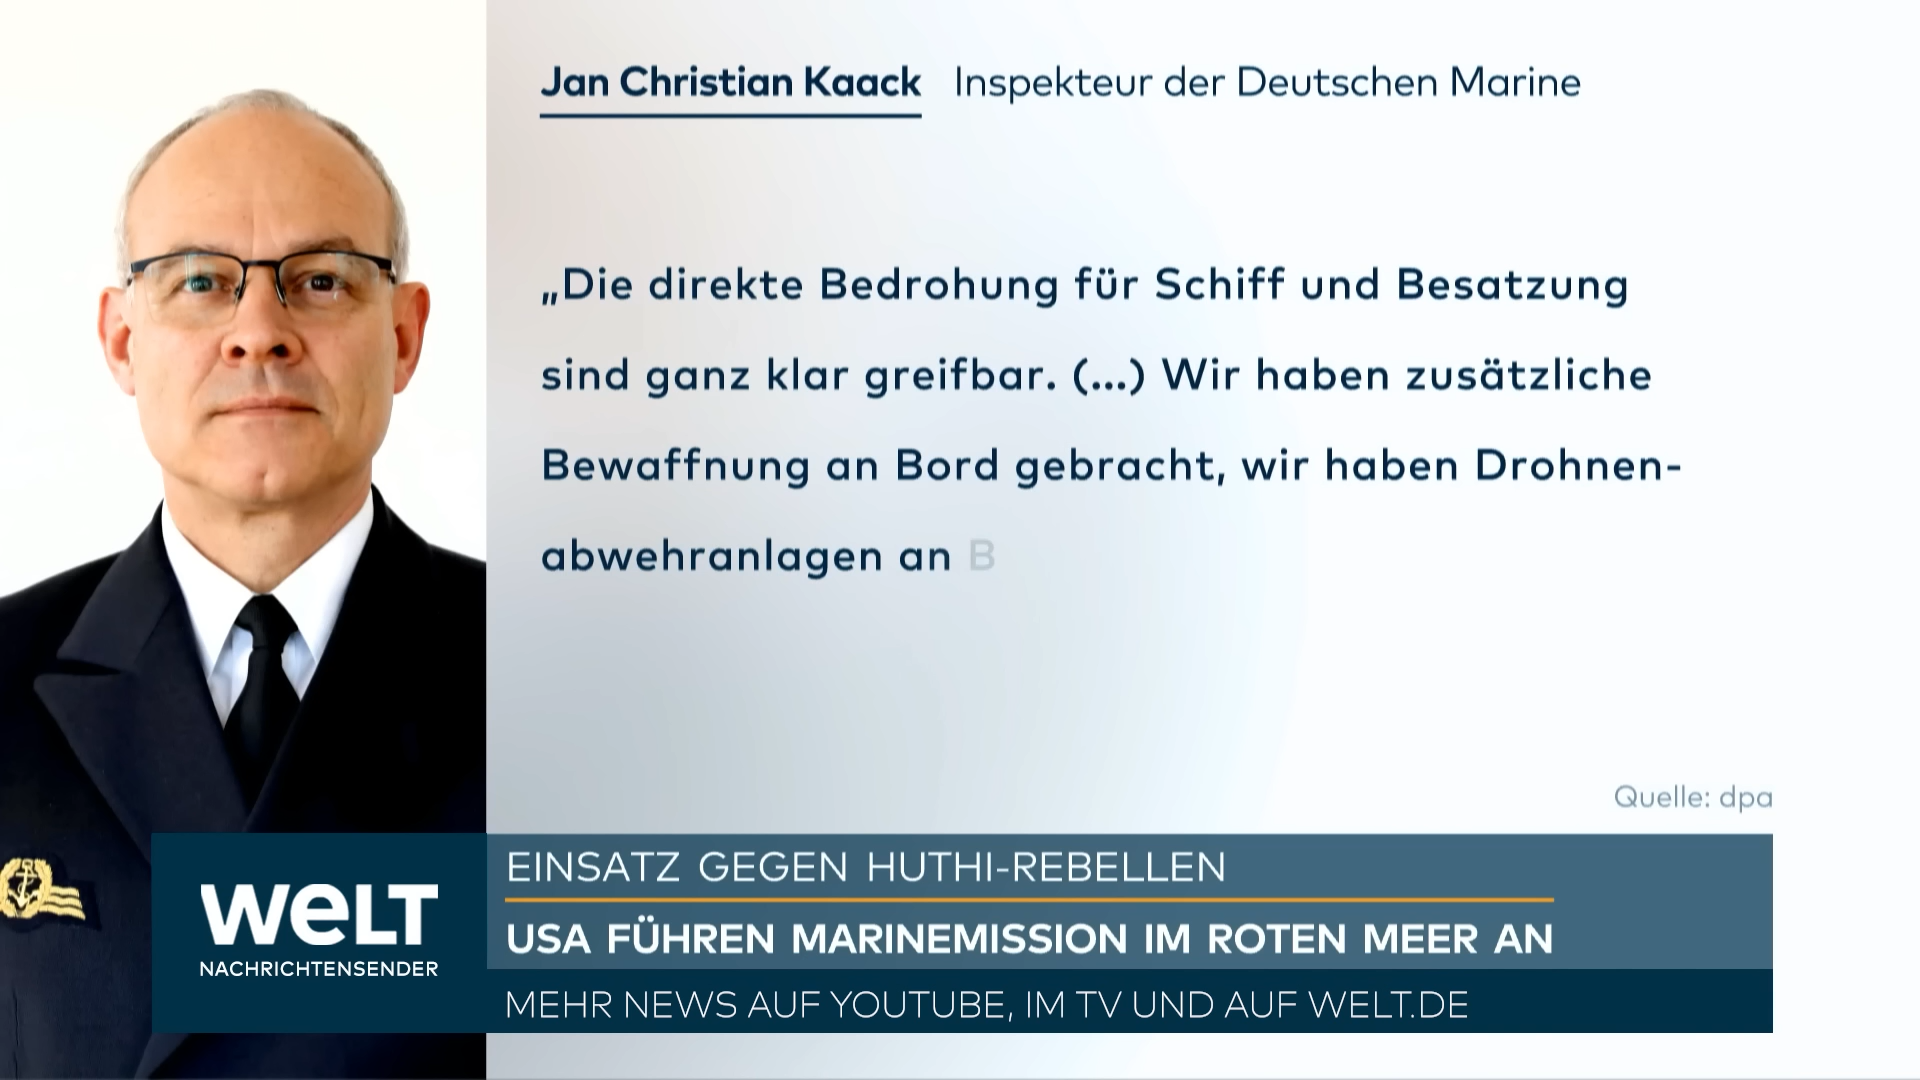 Jan Christian Kaack Inspekteur der Deutschen Marine
„Die direkte Bedrohung für Schiff und Besatzung
sind ganz klar greifbar. (...) Wir haben zusätzliche
Bewaffnung an Bord gebracht, wir haben Drohnen-
abwehranlagen an B
Quelle: dpa
EINSATZ GEGEN HUTHI-REBELLEN
USA FÜHREN MARINEMISSION IM ROTEN MEER AN
WELT
NACHRICHTENSENDER
MEHR NEWS AUF YOUTUBE, IM TV UND AUF WELT.DE